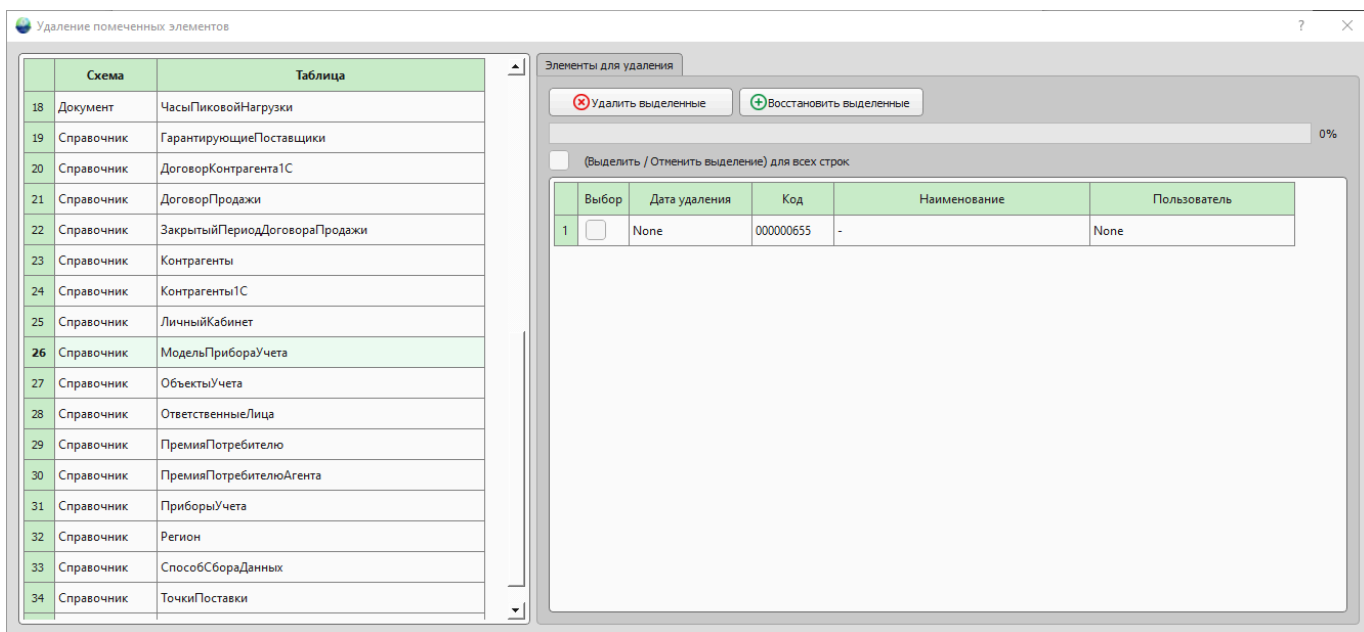 Удаление помеченных элементов
?
Схема Таблица
18 Документ ЧасыПиковойНагрузки
19 Справочник ГарантирующиеПоставщики
20 Справочник ДоговорКонтрагента1С
21 Справочник ДоговорПродажи
22 Справочник ЗакрытыйПериодДоговораПродажи
23 Справочник Контрагенты
24 Справочник Контрагенты1С
25 Справочник ЛичныйКабинет
26 Справочник МодельПрибораУчета
27 Справочник ОбъектыУчета
28 Справочник ОтветственныеЛица
29 Справочник ПремияПотребителю
30 Справочник ПремияПотребителюАгента
31 Справочник ПриборыУчета
32 Справочник Регион
33 Справочник СпособСбораДанных
34 Справочник ТочкиПоставки
Элементы для удаления
Удалить выделенные Восстановить выделенные
0%
(Выделить / Отменить выделение) для всех строк
Выбор Дата удаления Код Наименование Пользователь
1 None 000000655 - None